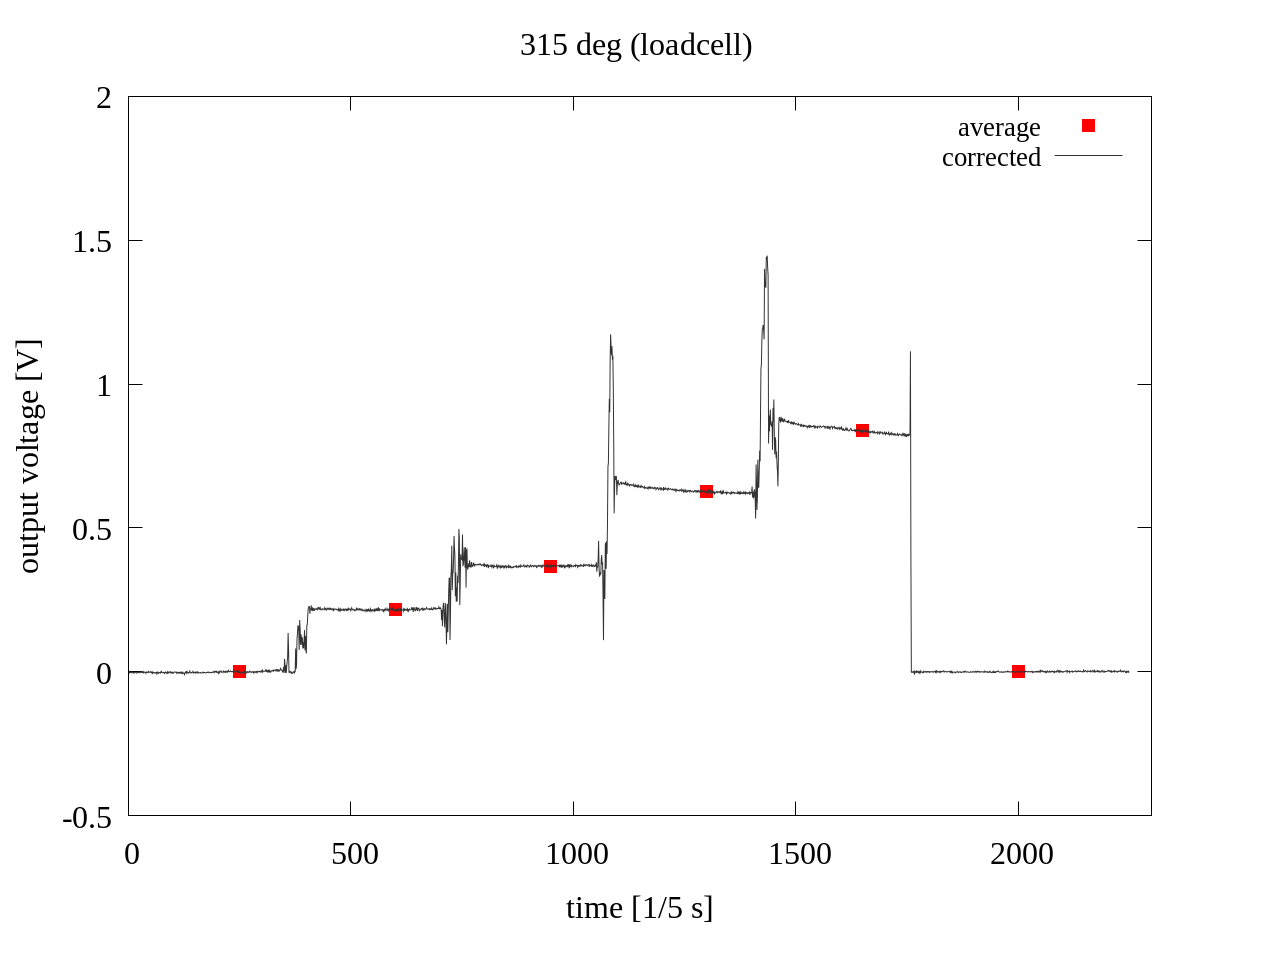 315 deg (loadcell)
2
1.5
1
0.5
0
-0.5
output voltage [V]
average
corrected
0 500 1000 1500 2000
time [1/5 s]